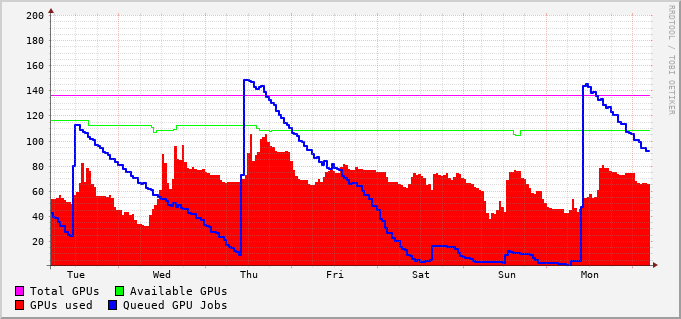 200
180
160
140
120
100
80
60
40
20
Tue Wed Thu Fri Sat Sun Mon
Total GPUs Available GPUs
GPUs used Queued GPU Jobs
RRDTOOL / TOBI OETIKER